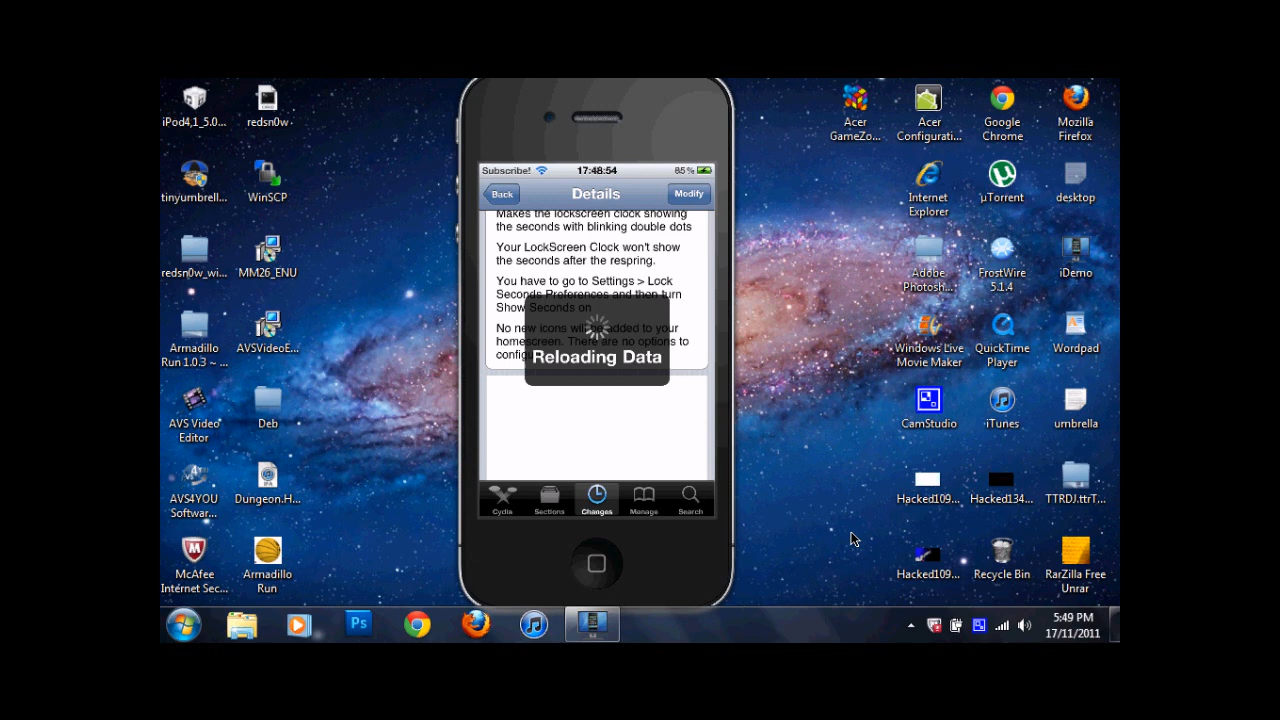 iPod4,1_5.0...
redsn0w
tinyumbrell...
WinSCP
redsn0w_wi...
MM26_ENU
Armadillo
Run 1.0.3 ~ ...
AVSVideoE...
AVS Video
Editor
Deb
AVS4YOU
Softwar...
Dungeon.H...
McAfee
Internet Sec...
Armadillo
Run
Subscribe!
17:48:54
85%
Back
Details
Modify
Makes the lockscreen clock showing
the seconds with blinking double dots
Your LockScreen Clock won't show
the seconds after the respring.
You have to go to Settings > Lock
Seconds Preferences and then turn
Show Seconds on
No new icons will be added to your
homescreen. There are no options to
config
Reloading Data
Cydia
Sections
Changes
Manage
Search
Acer
GameZo...
Acer
Configurati...
Google
Chrome
Mozilla
Firefox
Internet
Explorer
µTorrent
desktop
Adobe
Photosh...
FrostWire
5.1.4
iDemo
Windows Live
Movie Maker
QuickTime
Player
Wordpad
CamStudio
iTunes
umbrella
Hacked109...
Hacked134...
TTRDJ.ttrT...
Hacked109...
Recycle Bin
RarZilla Free
Unrar
Ps
5:49 PM
17/11/2011